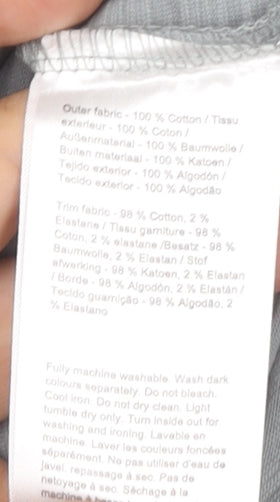 Outer fabric - 100 % Cotton / Tissu
exterieur - 100 % Coton /
Außenmaterial - 100 % Baumwolle /
Buiten materiaal - 100 % Katoen /
Tejido exterior - 100 % Algodón /
Tecido exterior - 100 % Algodão
Trim fabric - 98 % Cotton, 2 %
Elastane / Tissu garniture - 98 %
Coton, 2 % elastane /Besatz - 98 %
Baumwolle, 2 % Elastan / Stof
afwerking - 98 % Katoen, 2 % Elastan
/ Borde - 98 % Algodón, 2 % Elastán /
Tecido guarnição - 98 % Algodão, 2
% Elastano
Fully machine washable. Wash dark
colours separately. Do not bleach.
Cool iron. Do not dry clean. Light
tumble dry only. Turn inside out for
washing and ironing. Lavable en
machine. Laver les couleurs foncées
séparément. Ne pas utiliser d'eau de
javel. repassage à sec. Pas de
netoyage à sec. Séchage à la
machine à